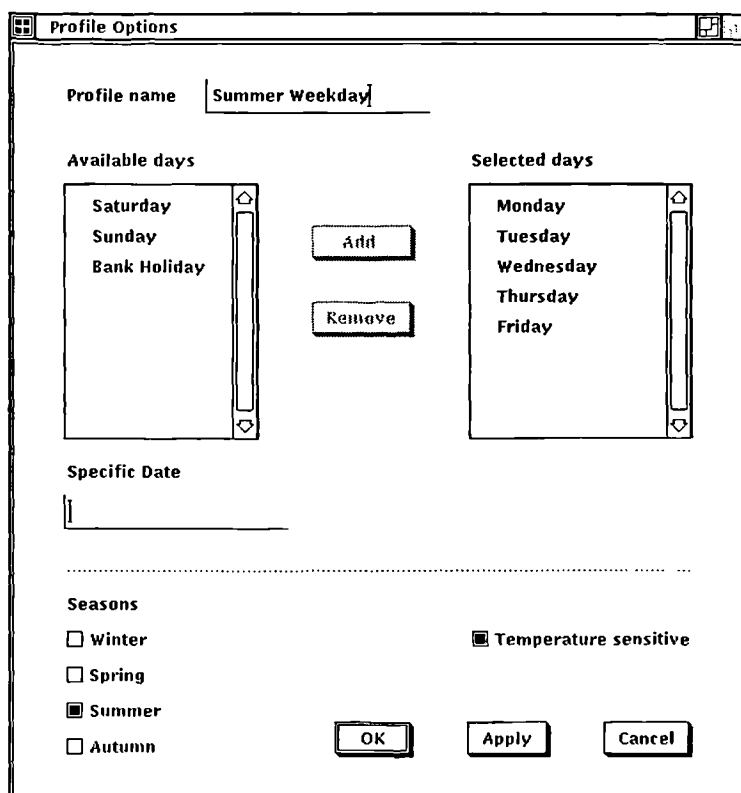 Profile Options
Profile name Summer Weekday
Available days Selected days
Saturday Monday
Sunday Add Tuesday
Bank Holiday Wednesday
Remove Thursday
Friday
Specific Date
Seasons
Winter Temperature sensitive
Spring
Summer
OK Apply Cancel
Autumn